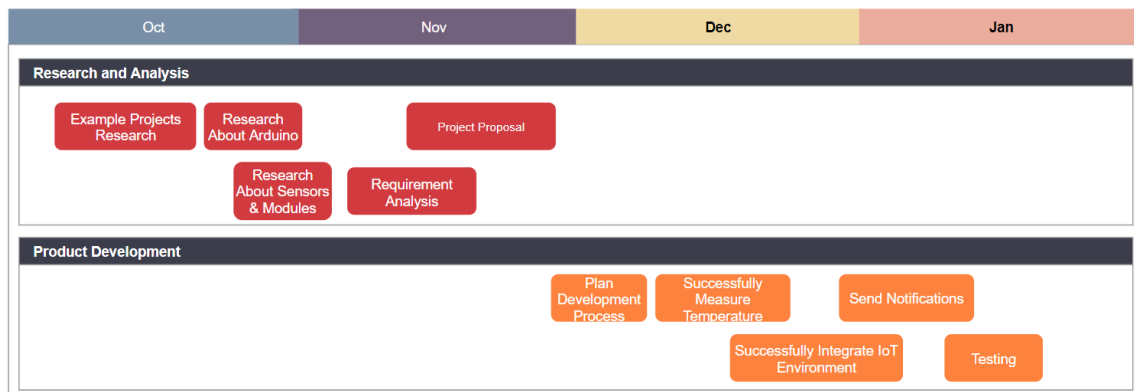 Oct
Nov
Dec
Jan
Research and Analysis
Example Projects
Research
Research
About Arduino
Project Proposal
Research
About Sensors
& Modules
Requirement
Analysis
Product Development
Plan
Development
Process
Successfully
Measure
Temperature
Send Notifications
Successfully Integrate IoT
Environment
Testing